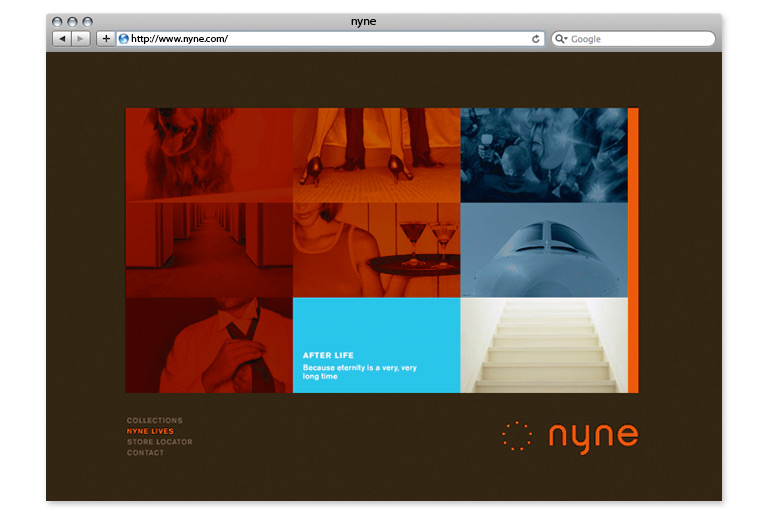 nyne
http://www.nyne.com/
Google
AFTER LIFE
Because eternity is a very, very
long time
COLLECTIONS
NYNE LIVES
STORE LOCATOR
CONTACT
nyne